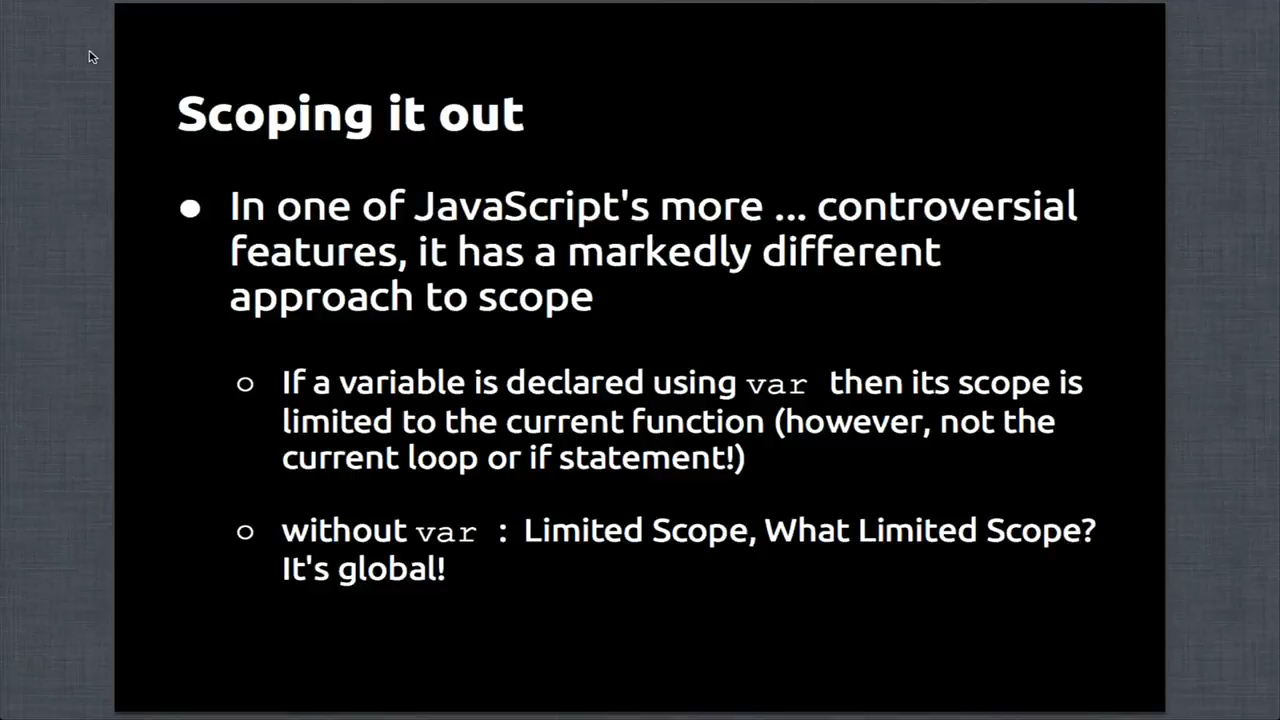 Scoping it out
● In one of JavaScript's more ... controversial
features, it has a markedly different
approach to scope
○ If a variable is declared using var then its scope is
limited to the current function (however, not the
current loop or if statement!)
○ without var : Limited Scope, What Limited Scope?
It's global!